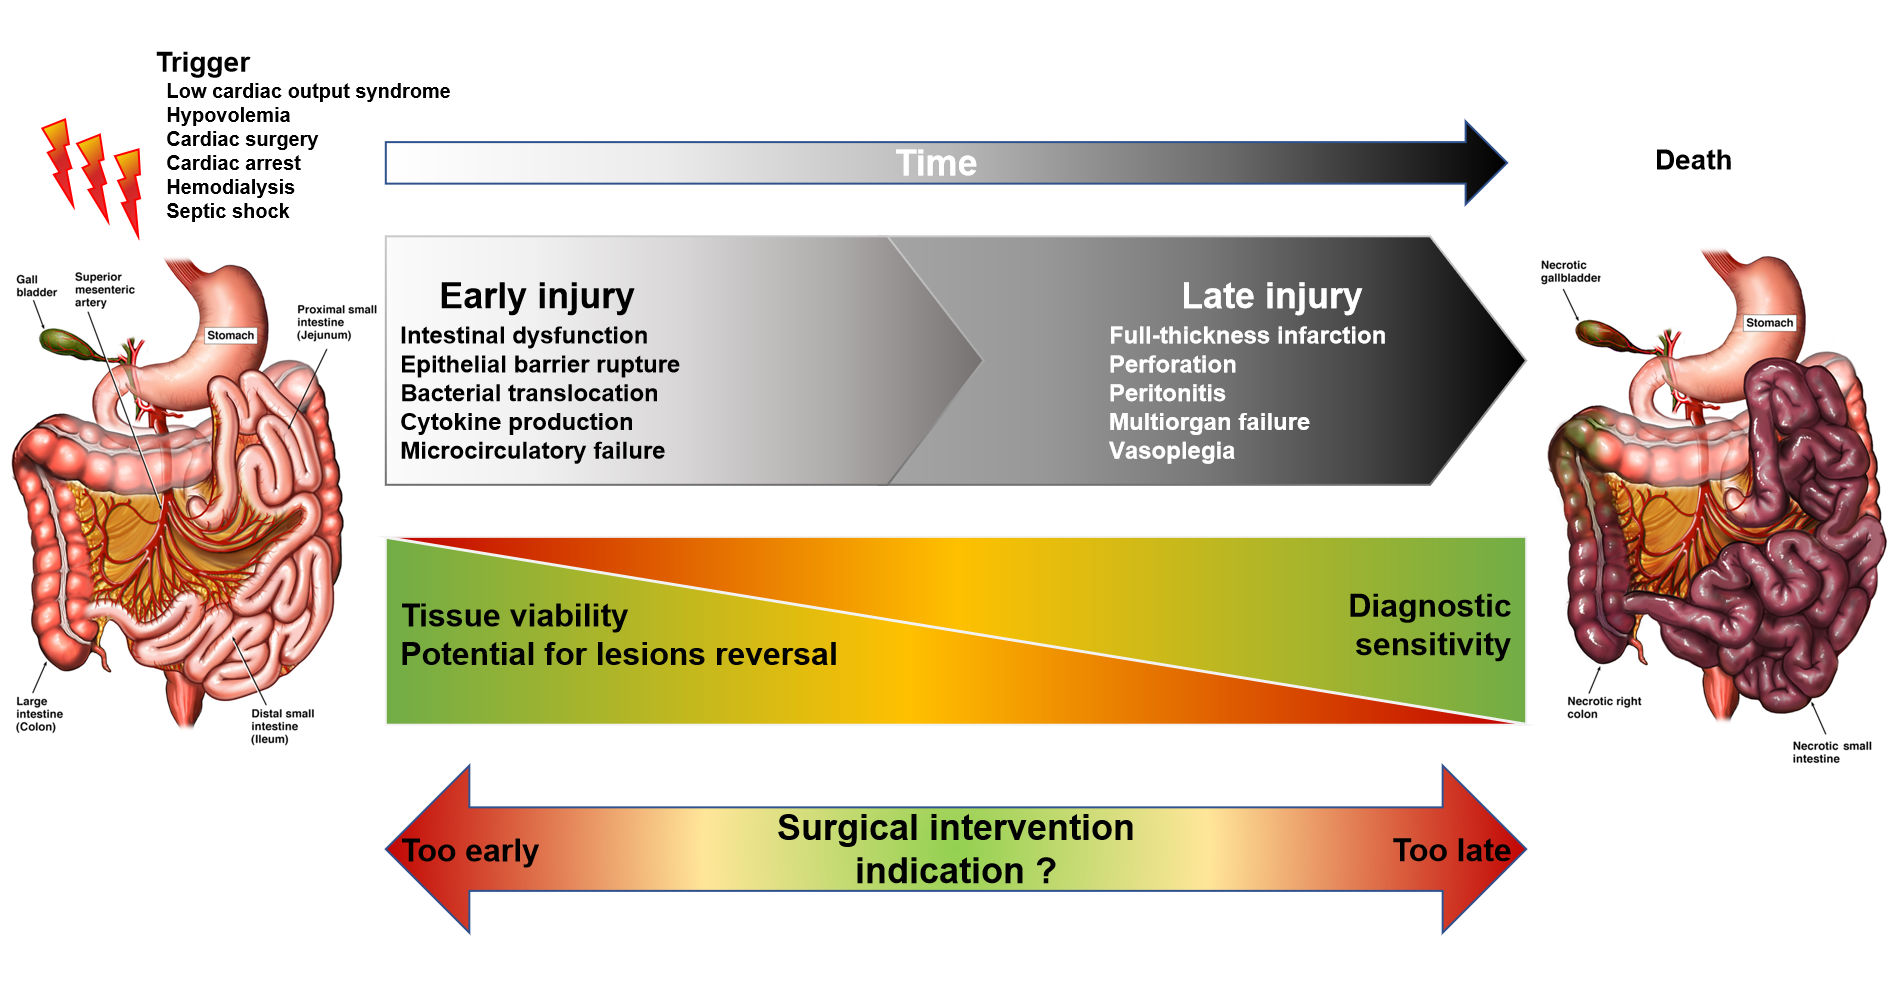 Trigger
Low cardiac output syndrome
Hypovolemia
Cardiac surgery
Cardiac arrest
Hemodialysis
Septic shock
Time
Death
Gall
bladder
Superior
mesenteric
artery
Proximal small
intestine
(Jejunum)
Stomach
Large
intestine
(Colon)
Distal small
intestine
(Ileum)
Early injury
Intestinal dysfunction
Epithelial barrier rupture
Bacterial translocation
Cytokine production
Microcirculatory failure
Late injury
Full-thickness infarction
Perforation
Peritonitis
Multiorgan failure
Vasoplegia
Necrotic
gallbladder
Stomach
Necrotic right
colon
Necrotic small
intestine
Tissue viability
Potential for lesions reversal
Diagnostic
sensitivity
Too early
Surgical intervention
indication ?
Too late